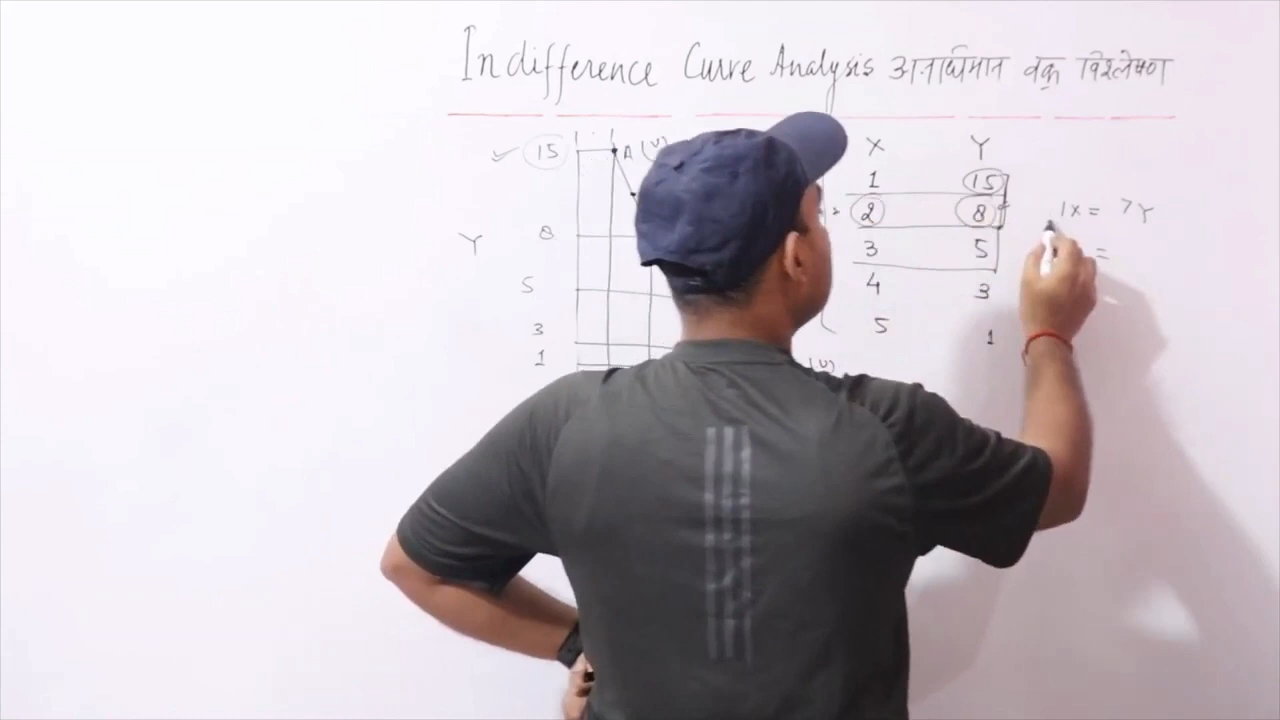 Indifference Curve Analysis अनाधिमान वक्र विश्लेषण
✓ 15 A (U) X Y
1 15
2 8 1X = 7Y
Y 8
3 5 =
5 4 3
3 5 1
1 (U)